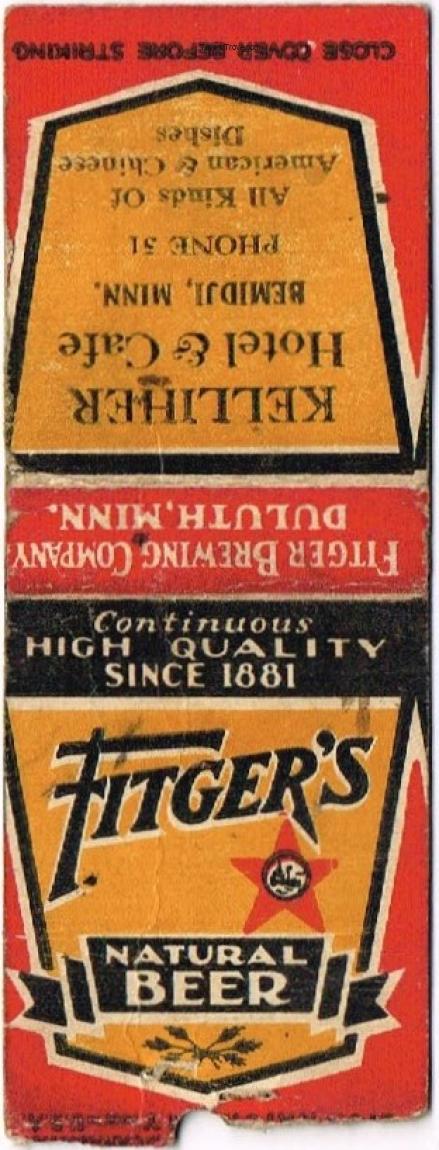 CLOSE COVER BEFORE STRIKING
KELLIHER
Hotel & Cafe
BEMIDJI, MINN.
PHONE 51
All Kinds Of
American & Chinese
Dishes
FITGER BREWING COMPANY
DULUTH, MINN.
Continuous
HIGH QUALITY
SINCE 1881
FITGER'S
NATURAL
BEER